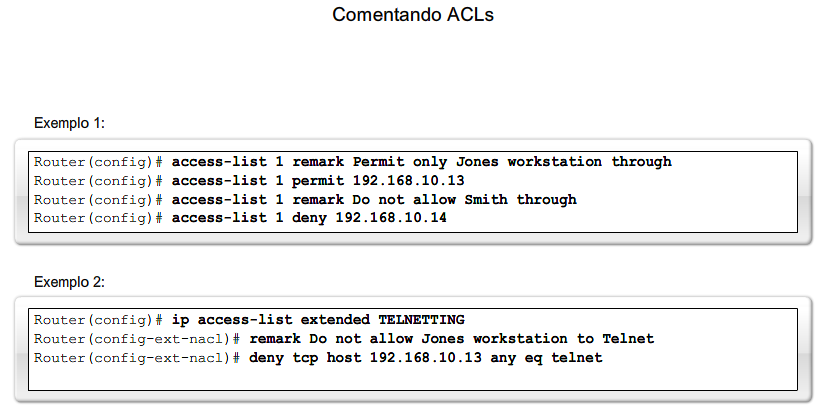 Comentando ACLs
Exemplo 1:
Router(config)# access-list 1 remark Permit only Jones workstation through
Router(config)# access-list 1 permit 192.168.10.13
Router(config)# access-list 1 remark Do not allow Smith through
Router(config)# access-list 1 deny 192.168.10.14
Exemplo 2:
Router(config)# ip access-list extended TELNETTING
Router(config-ext-nacl)# remark Do not allow Jones workstation to Telnet
Router(config-ext-nacl)# deny tcp host 192.168.10.13 any eq telnet